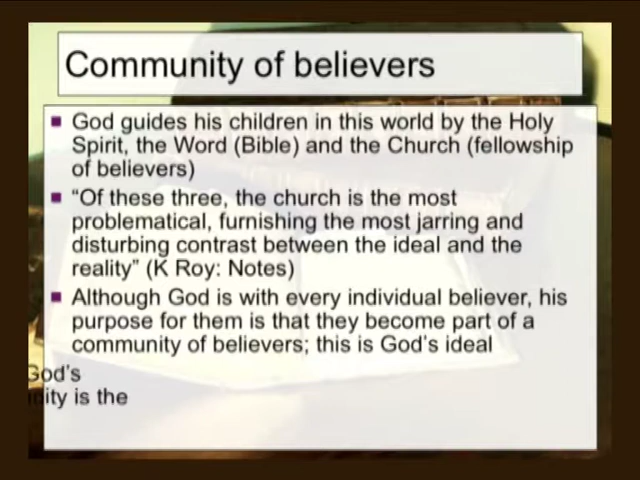 Community of believers
God guides his children in this world by the Holy
Spirit, the Word (Bible) and the Church (fellowship
of believers)
“Of these three, the church is the most
problematical, furnishing the most jarring and
disturbing contrast between the ideal and the
reality” (K Roy: Notes)
Although God is with every individual believer, his
purpose for them is that they become part of a
community of believers; this is God’s ideal
God’s
is the